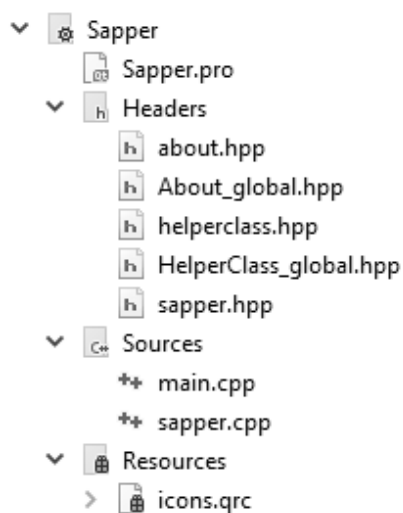 Sapper
Sapper.pro
Headers
about.hpp
About_global.hpp
helperclass.hpp
HelperClass_global.hpp
sapper.hpp
Sources
main.cpp
sapper.cpp
Resources
icons.qrc